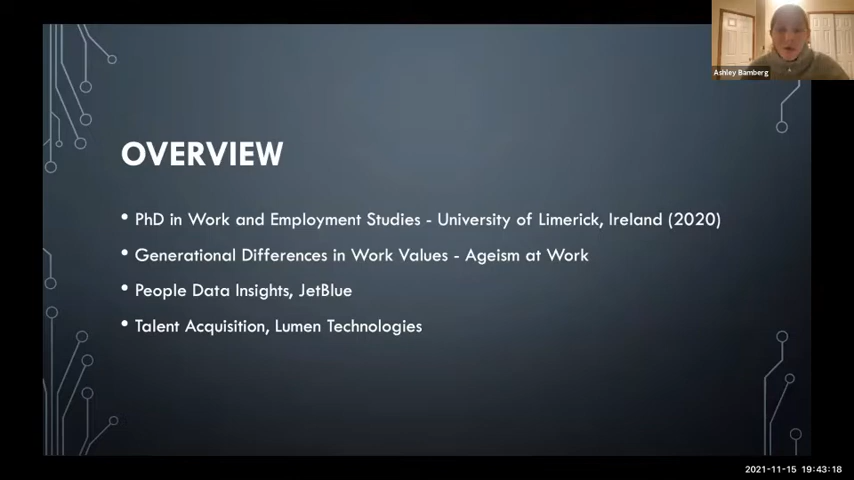 Ashley Bamberg
OVERVIEW
• PhD in Work and Employment Studies - University of Limerick, Ireland (2020)
• Generational Differences in Work Values - Ageism at Work
• People Data Insights, JetBlue
• Talent Acquisition, Lumen Technologies
2021-11-15 19:43:18